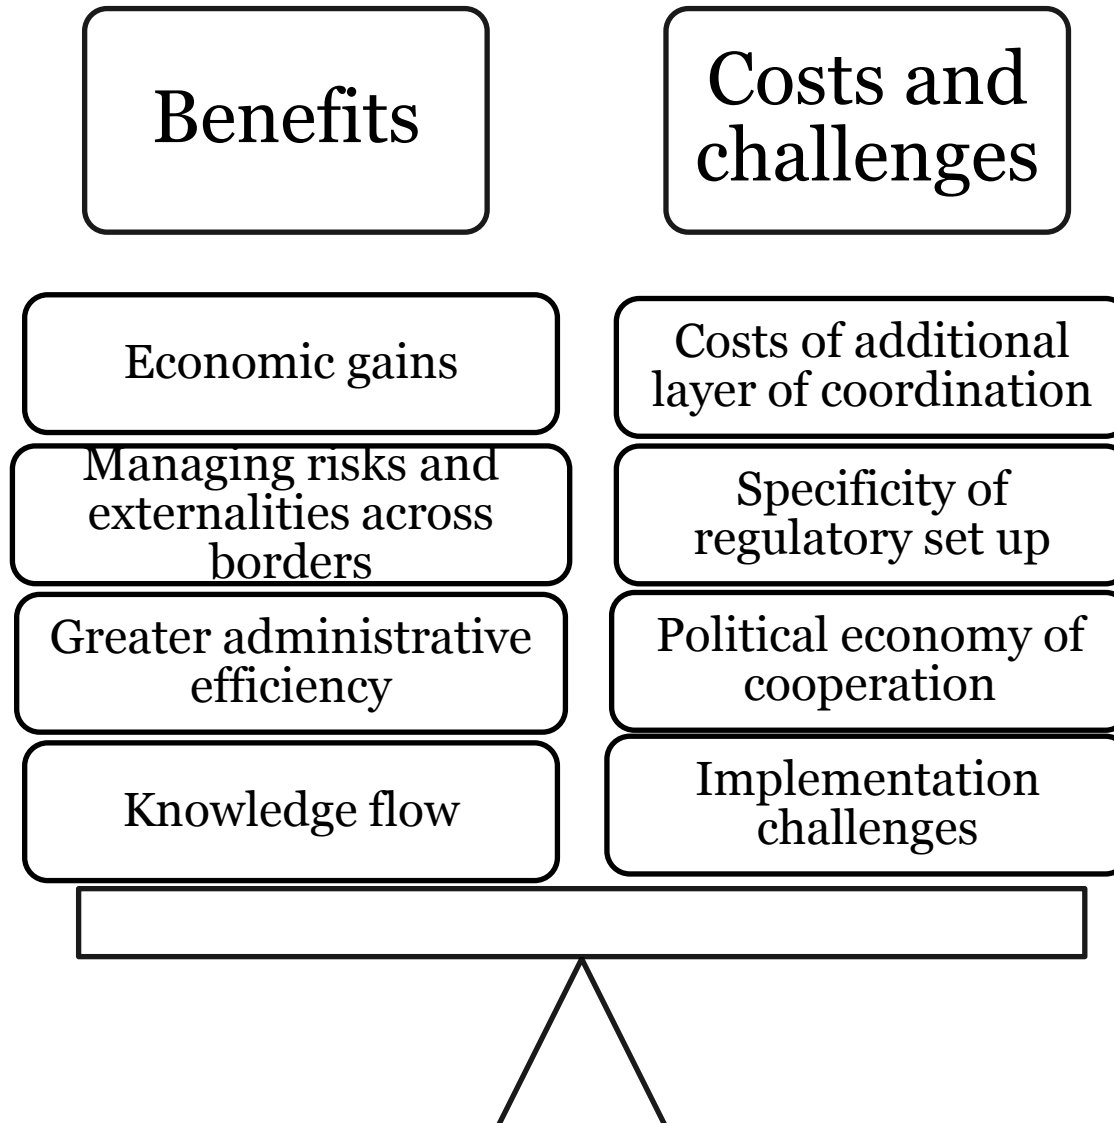 Benefits
Costs and
challenges
Economic gains
Managing risks and
externalities across
borders
Greater administrative
efficiency
Knowledge flow
Costs of additional
layer of coordination
Specificity of
regulatory set up
Political economy of
cooperation
Implementation
challenges